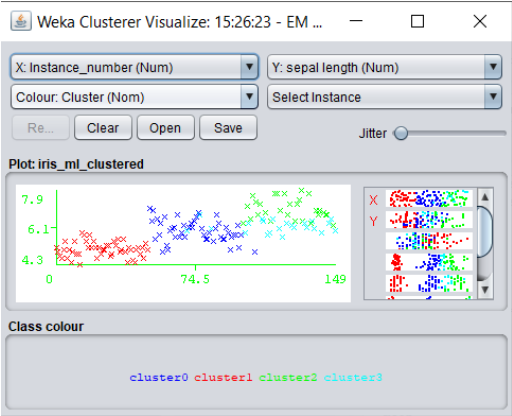 Weka Clusterer Visualize: 15:26:23 - EM ...
X: Instance_number (Num)
Y: sepal length (Num)
Colour: Cluster (Nom)
Select Instance
Re...
Clear
Open
Save
Jitter
Plot: iris_ml_clustered
7.9
6.1
4.3
0
74.5
149
X
Y
Class colour
cluster0 cluster1 cluster2 cluster3